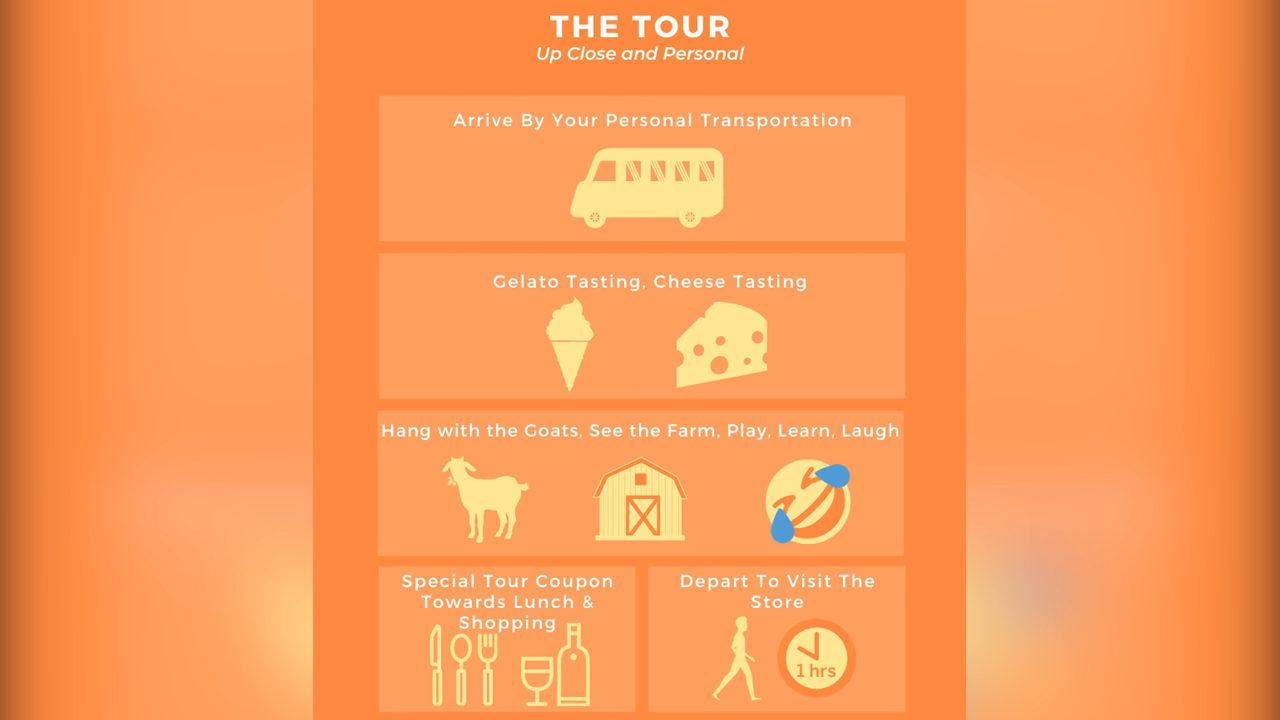 THE TOUR
Up Close and Personal
Arrive By Your Personal Transportation
Gelato Tasting, Cheese Tasting
Hang with the Goats, See the Farm, Play, Learn, Laugh
Special Tour Coupon
Towards Lunch &
Shopping
Depart To Visit The
Store
1 hrs